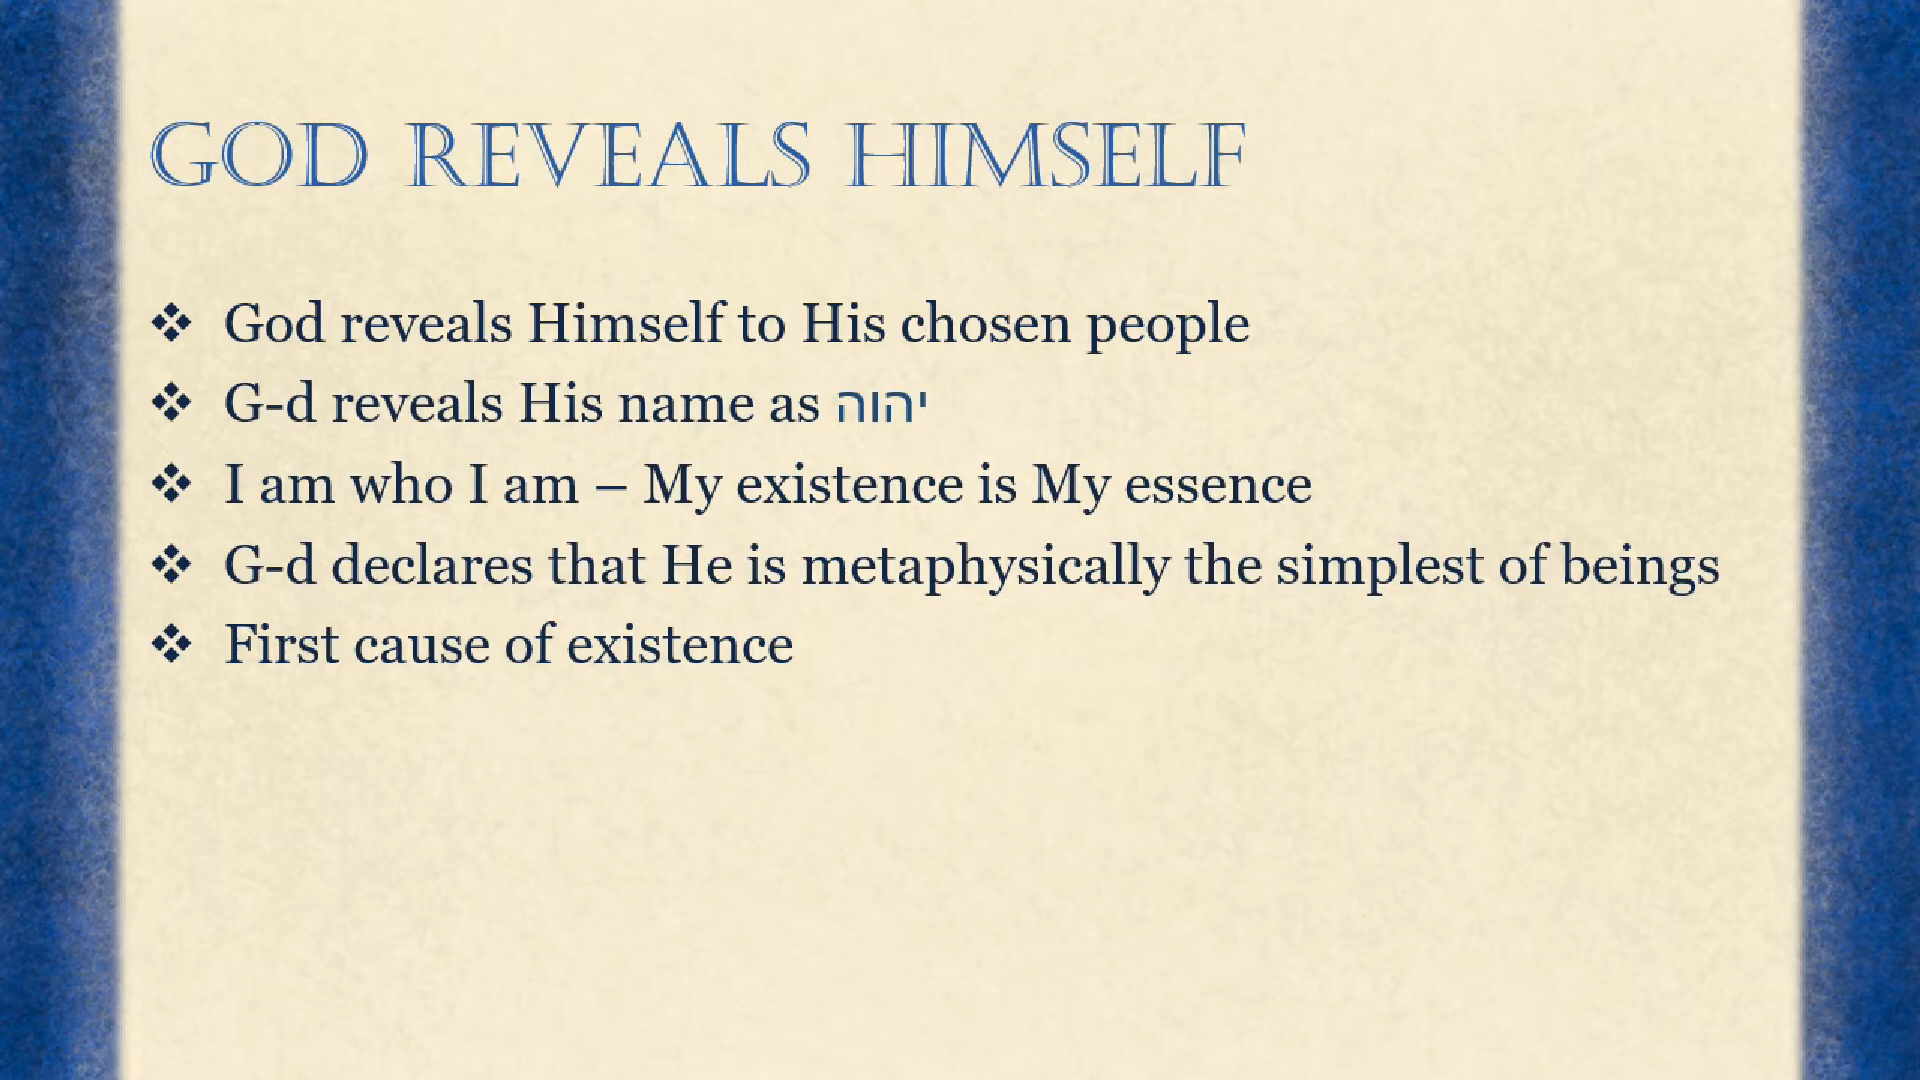 GOD REVEALS HIMSELF
❖ God reveals Himself to His chosen people
❖ G-d reveals His name as יהוה
❖ I am who I am – My existence is My essence
❖ G-d declares that He is metaphysically the simplest of beings
❖ First cause of existence